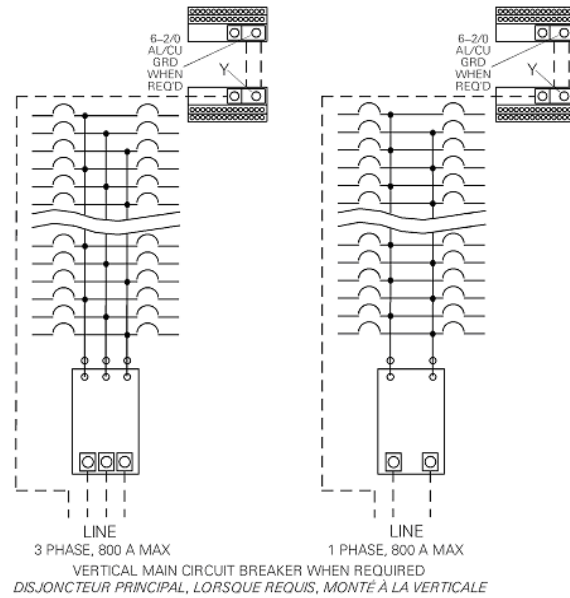 6–2/0
AL/CU
GRD
WHEN
REQ'D
Y
6–2/0
AL/CU
GRD
WHEN
REQ'D
Y
LINE
3 PHASE, 800 A MAX
LINE
1 PHASE, 800 A MAX
VERTICAL MAIN CIRCUIT BREAKER WHEN REQUIRED
DISJONCTEUR PRINCIPAL, LORSQUE REQUIS, MONTÉ À LA VERTICALE